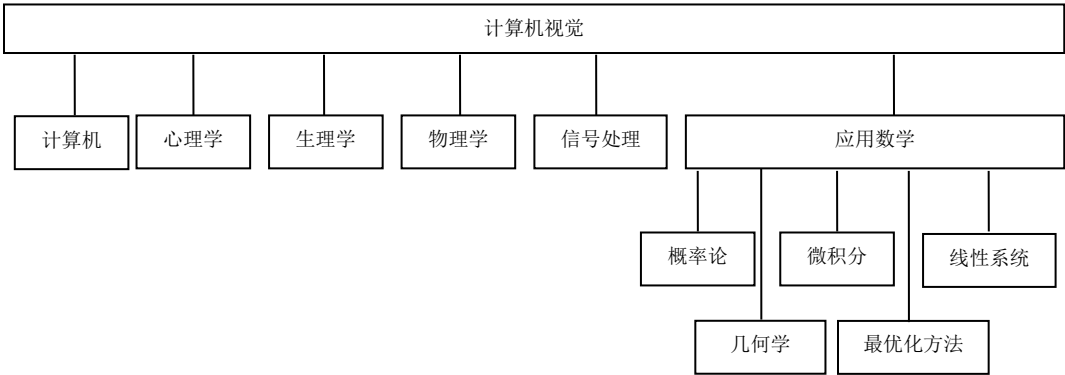 计算机视觉
计算机
心理学
生理学
物理学
信号处理
应用数学
概率论
微积分
线性系统
几何学
最优化方法